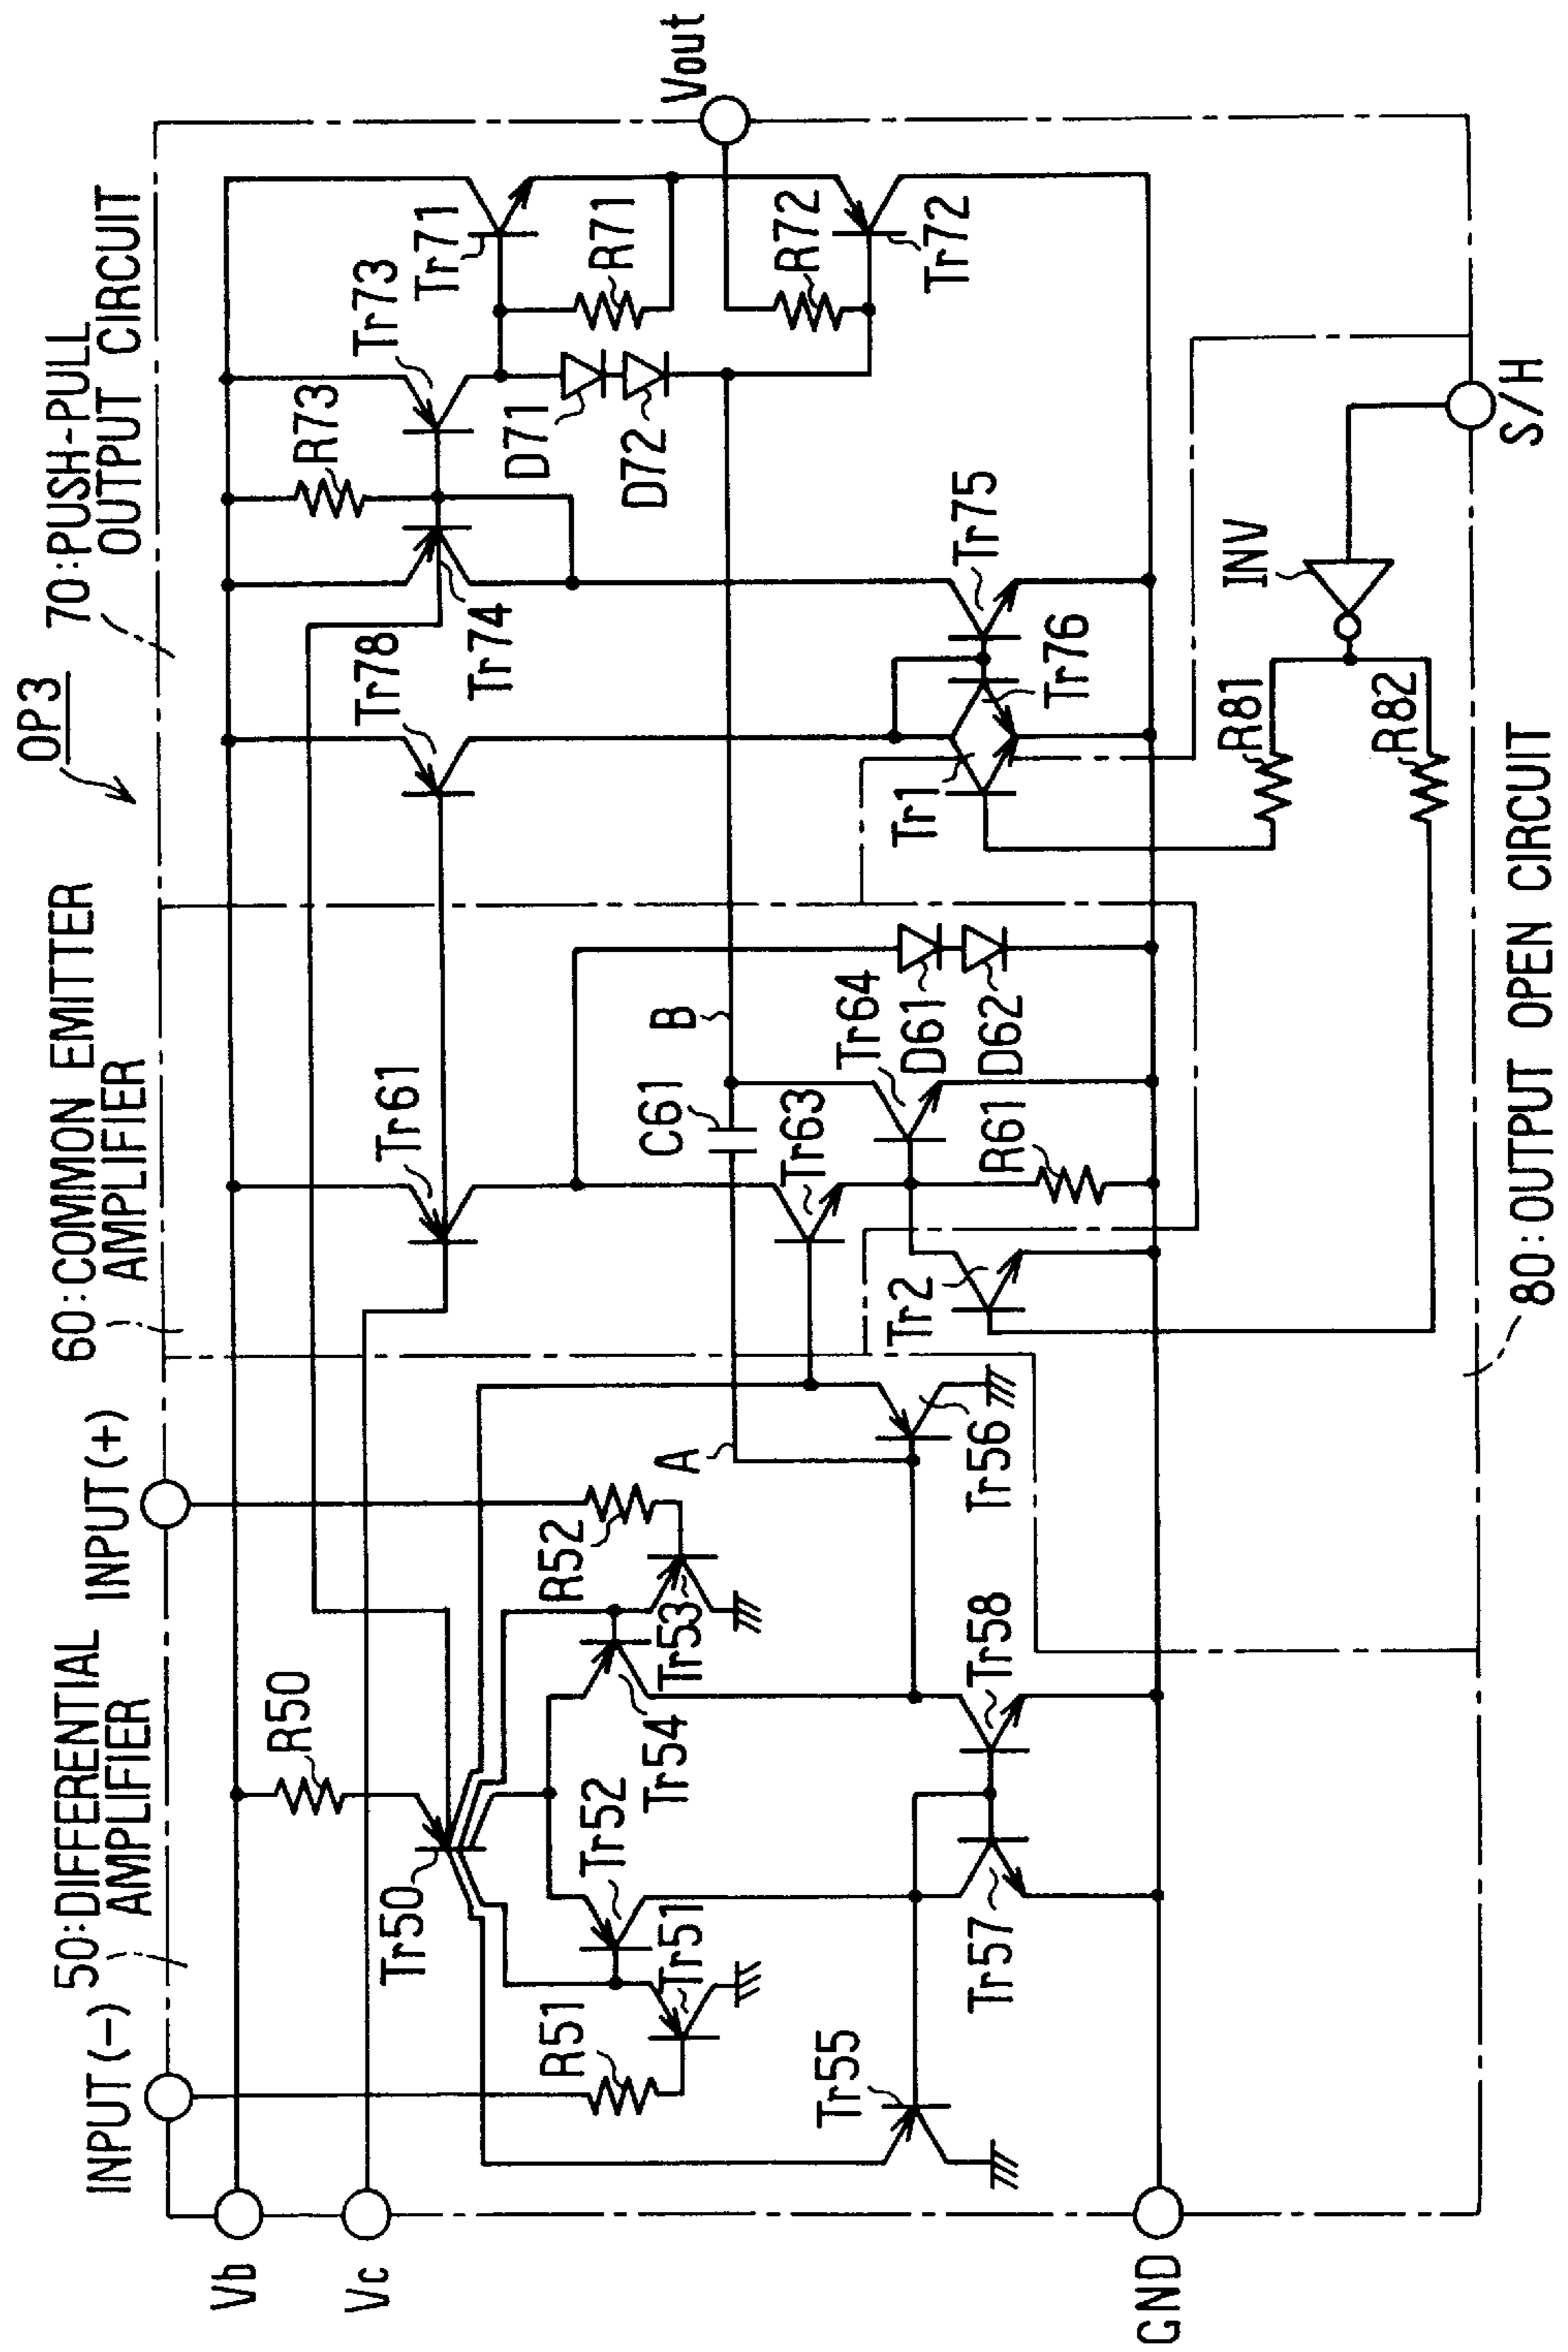 OP3
50:DIFFERENTIAL
AMPLIFIER
60:COMMON EMITTER
AMPLIFIER
70:PUSH-PULL
OUTPUT CIRCUIT
INPUT(−)
INPUT(+)
Vb
Vc
GND
R50
Tr50
R51
Tr51
Tr52
R52
Tr53
Tr54
Tr55
Tr57
Tr58
Tr56
A
Tr61
C61
B
Tr63
Tr64
R61
D61
D62
Tr2
Tr78
Tr74
R73
Tr73
Tr71
D71
D72
R71
R72
Tr72
Tr75
Tr76
Tr1
Vout
INV
S/H
R81
R82
80:OUTPUT OPEN CIRCUIT